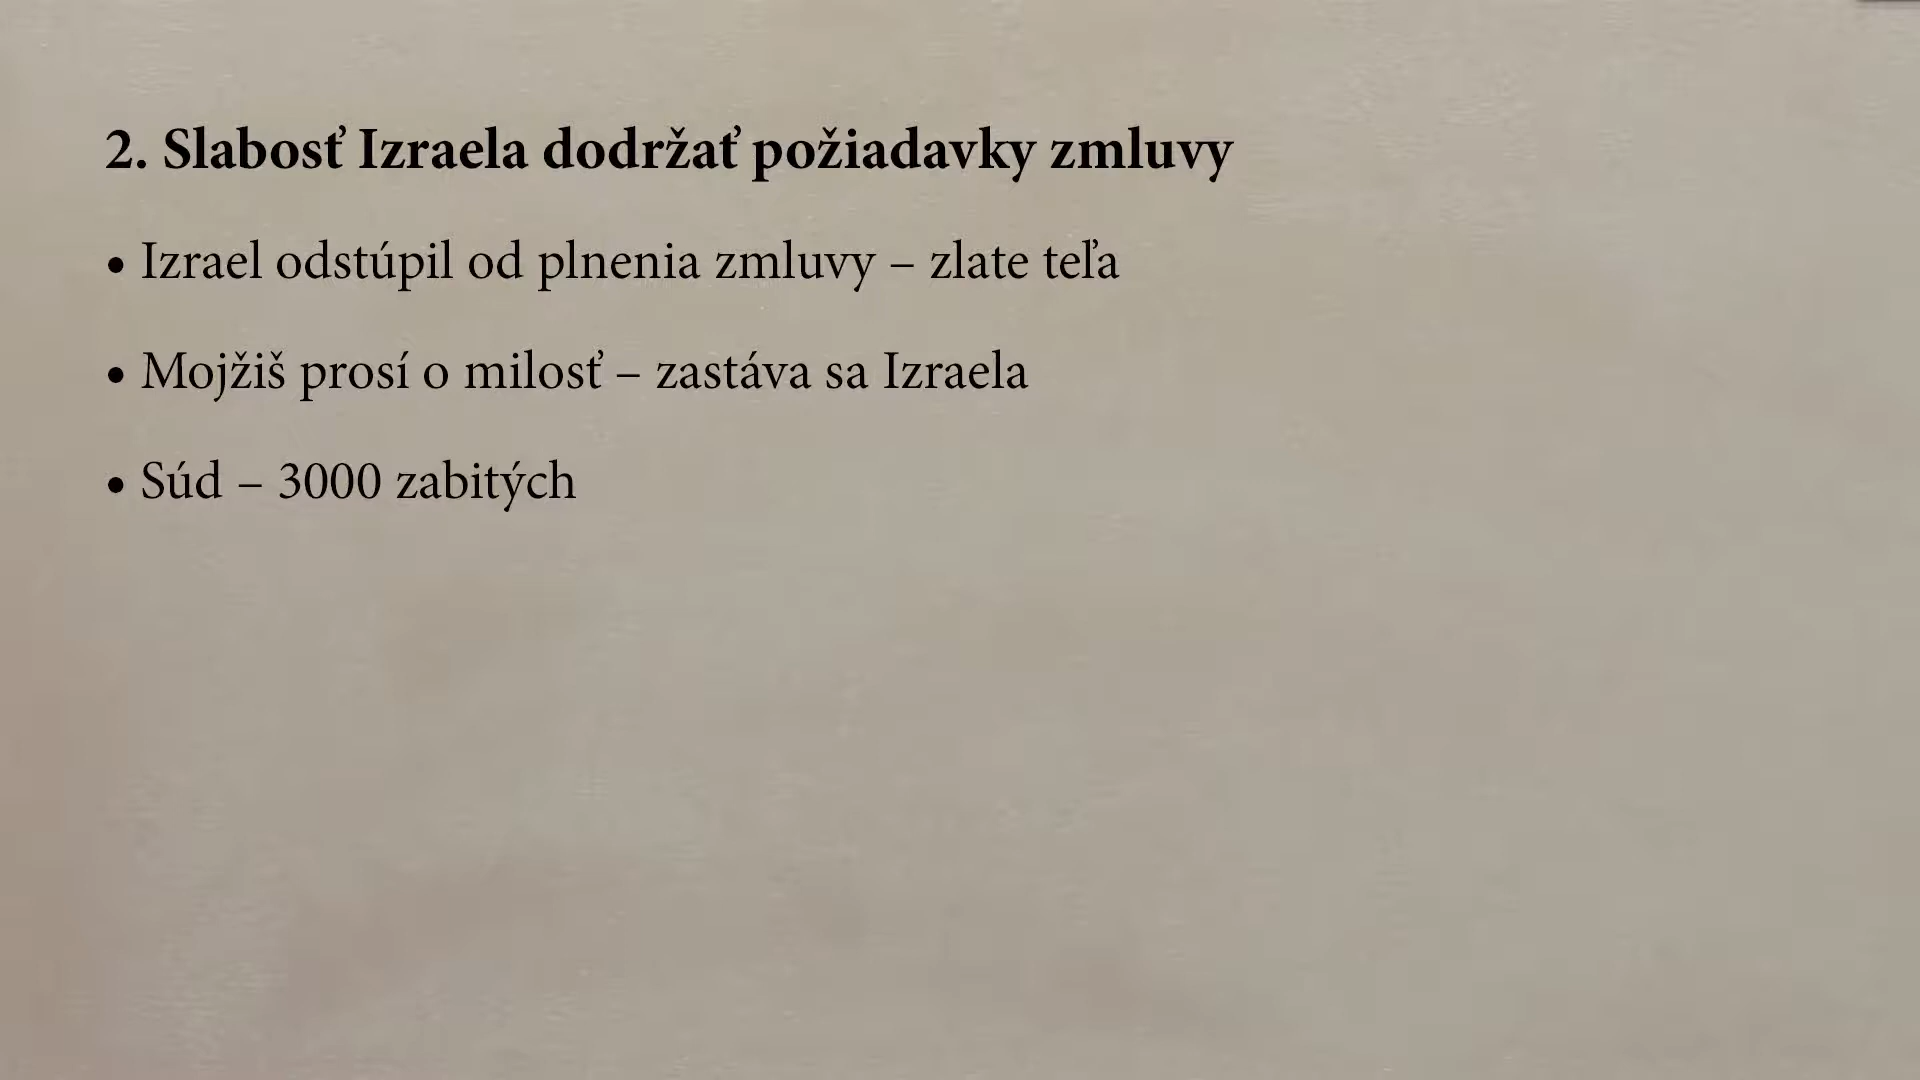 2. Slabosť Izraela dodržať požiadavky zmluvy
• Izrael odstúpil od plnenia zmluvy – zlate teľa
• Mojžiš prosí o milosť – zastáva sa Izraela
• Súd – 3000 zabitých